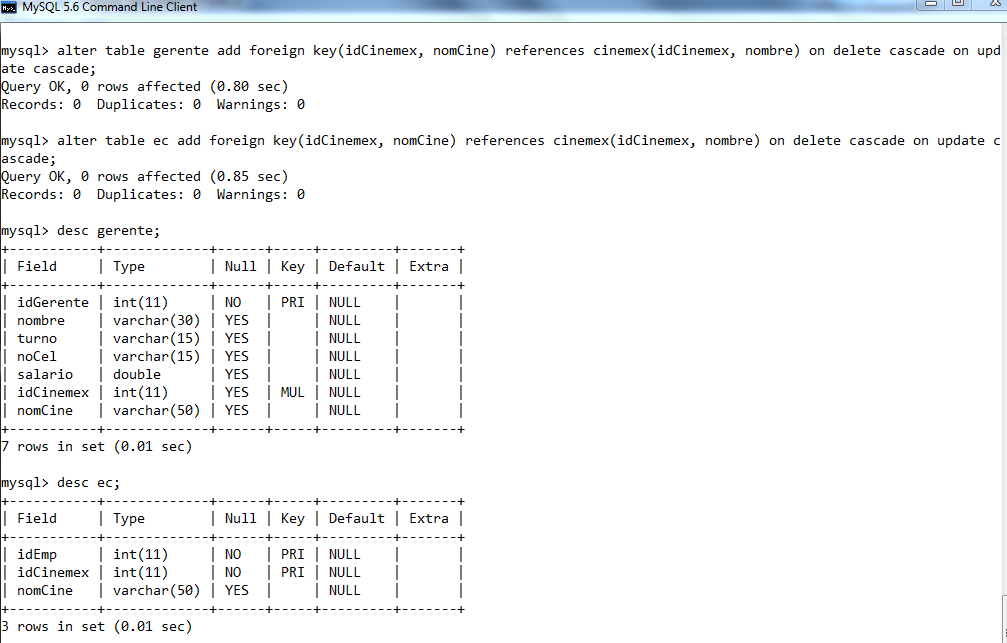 MySQL 5.6 Command Line Client
mysql> alter table gerente add foreign key(idCinemex, nomCine) references cinemex(idCinemex, nombre) on delete cascade on upd
ate cascade;
Query OK, 0 rows affected (0.80 sec)
Records: 0  Duplicates: 0  Warnings: 0
mysql> alter table ec add foreign key(idCinemex, nomCine) references cinemex(idCinemex, nombre) on delete cascade on update c
ascade;
Query OK, 0 rows affected (0.85 sec)
Records: 0  Duplicates: 0  Warnings: 0
mysql> desc gerente;
+-----------+-------------+------+-----+---------+-------+
| Field     | Type        | Null | Key | Default | Extra |
+-----------+-------------+------+-----+---------+-------+
| idGerente | int(11)     | NO   | PRI | NULL    |       |
| nombre    | varchar(30) | YES  |     | NULL    |       |
| turno     | varchar(15) | YES  |     | NULL    |       |
| noCel     | varchar(15) | YES  |     | NULL    |       |
| salario   | double      | YES  |     | NULL    |       |
| idCinemex | int(11)     | YES  | MUL | NULL    |       |
| nomCine   | varchar(50) | YES  |     | NULL    |       |
+-----------+-------------+------+-----+---------+-------+
7 rows in set (0.01 sec)
mysql> desc ec;
+-----------+-------------+------+-----+---------+-------+
| Field     | Type        | Null | Key | Default | Extra |
+-----------+-------------+------+-----+---------+-------+
| idEmp     | int(11)     | NO   | PRI | NULL    |       |
| idCinemex | int(11)     | NO   | PRI | NULL    |       |
| nomCine   | varchar(50) | YES  |     | NULL    |       |
+-----------+-------------+------+-----+---------+-------+
3 rows in set (0.01 sec)